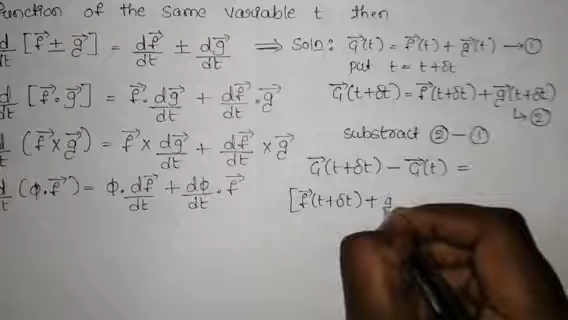 function of the same variable t then
d/dt [f⃗ ± g⃗] = df⃗/dt ± dg⃗/dt ⟹ Soln: G⃗(t) = f⃗(t) + g⃗(t) → ①
put t = t + δt
d/dt [f⃗ · g⃗] = f⃗ · dg⃗/dt + df⃗/dt · g⃗
G⃗(t+δt) = f⃗(t+δt) + g⃗(t+δt)
↳ ②
substract ② − ①
d/dt (f⃗ × g⃗) = f⃗ × dg⃗/dt + df⃗/dt × g⃗
G⃗(t+δt) − G⃗(t) =
d/dt (φ · f⃗) = φ · df⃗/dt + dφ/dt · f⃗
[f⃗(t+δt) + g